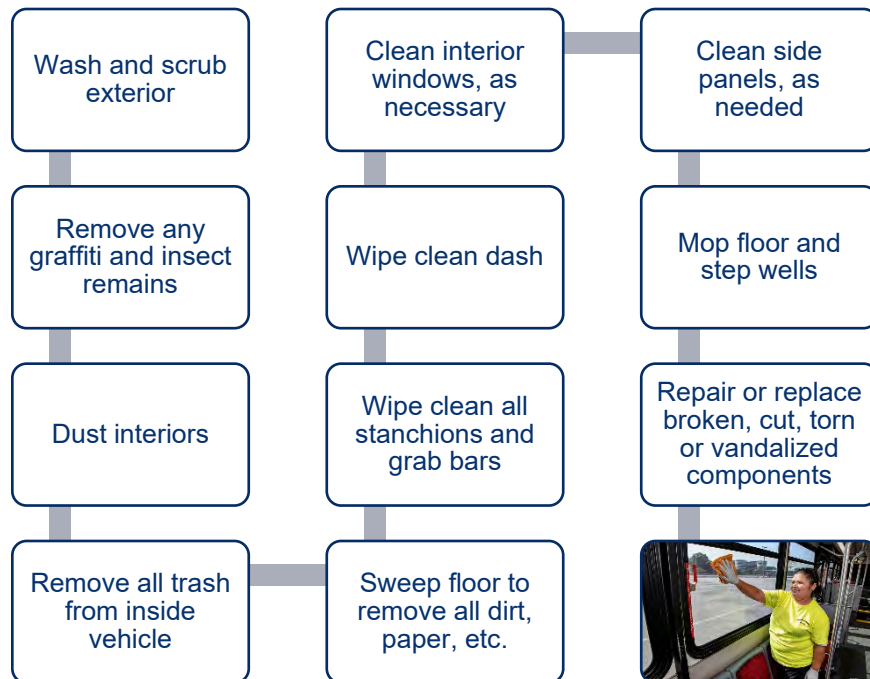 Wash and scrub
exterior
Remove any
graffiti and insect
remains
Dust interiors
Remove all trash
from inside
vehicle
Sweep floor to
remove all dirt,
paper, etc.
Wipe clean all
stanchions and
grab bars
Wipe clean dash
Clean interior
windows, as
necessary
Clean side
panels, as
needed
Mop floor and
step wells
Repair or replace
broken, cut, torn
or vandalized
components